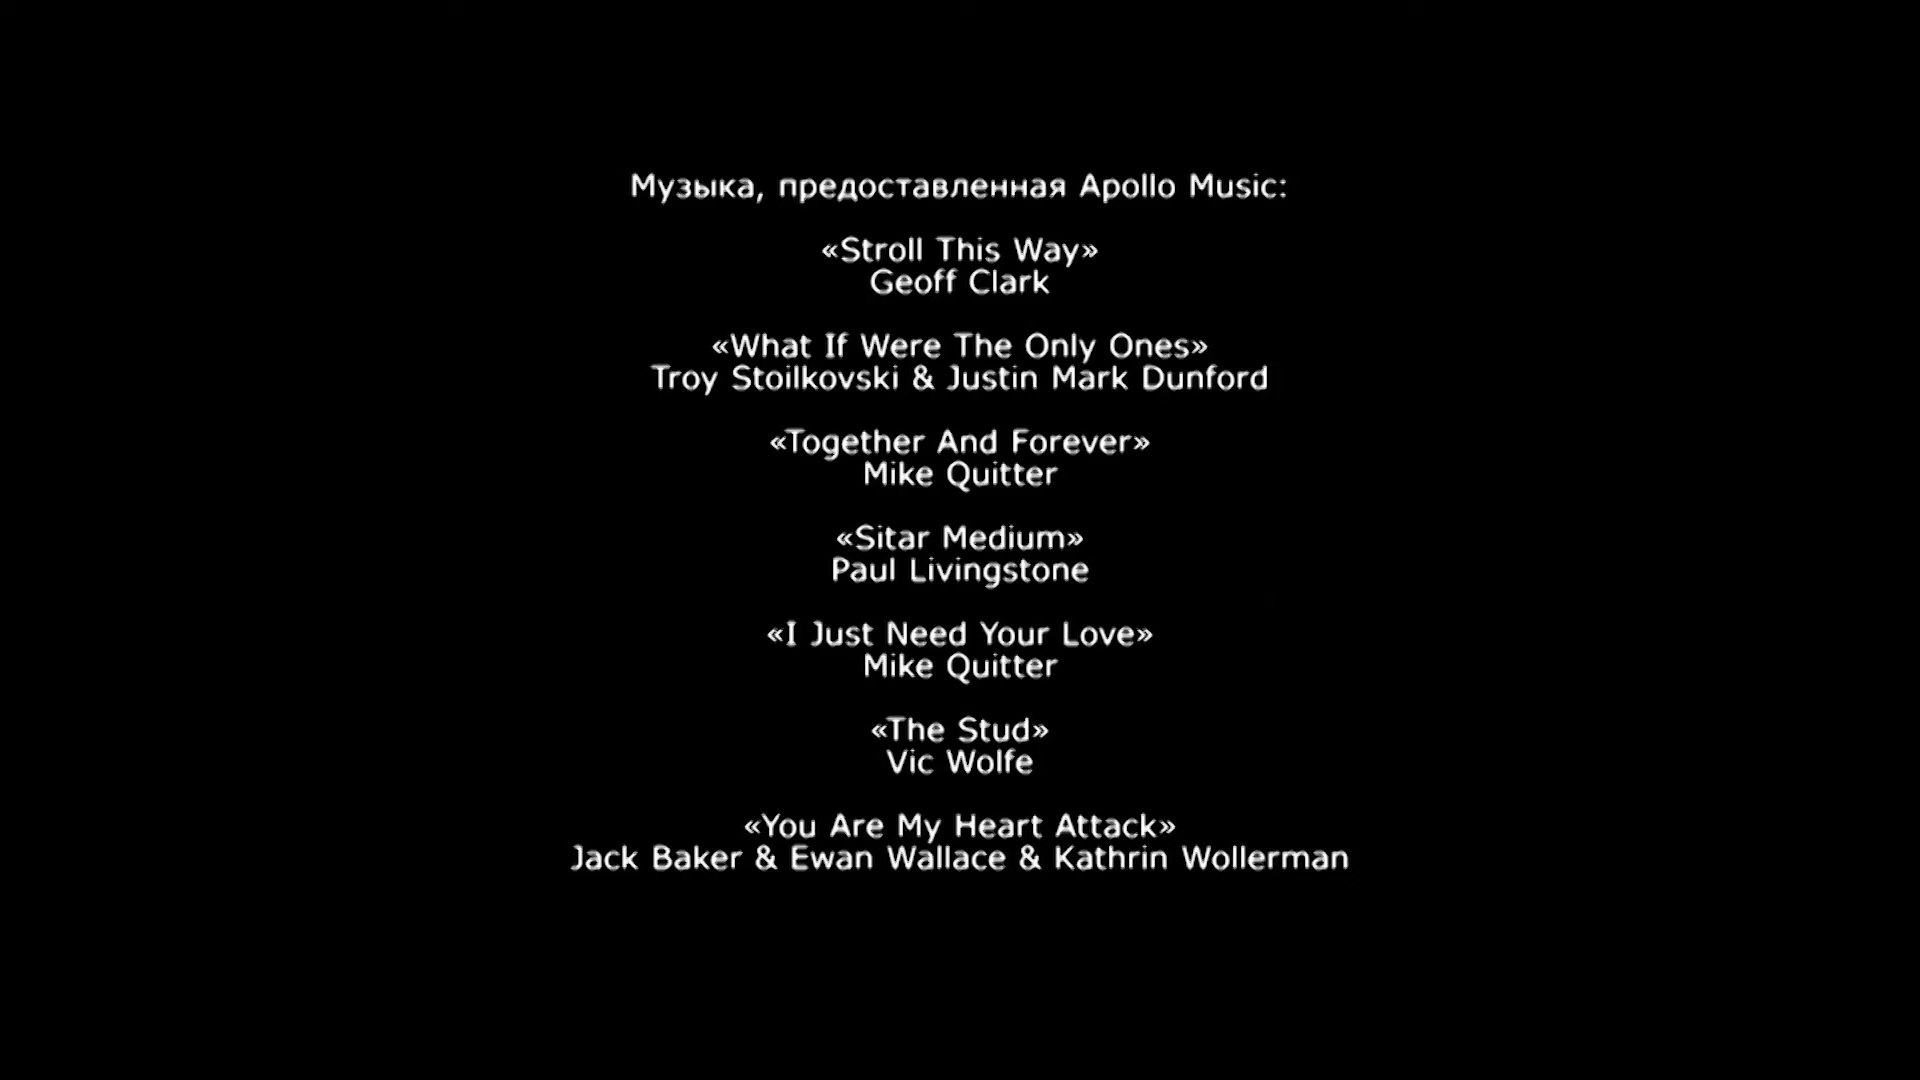 Музыка, предоставленная Apollo Music:
«Stroll This Way»
Geoff Clark
«What If Were The Only Ones»
Troy Stoilkovski & Justin Mark Dunford
«Together And Forever»
Mike Quitter
«Sitar Medium»
Paul Livingstone
«I Just Need Your Love»
Mike Quitter
«The Stud»
Vic Wolfe
«You Are My Heart Attack»
Jack Baker & Ewan Wallace & Kathrin Wollerman